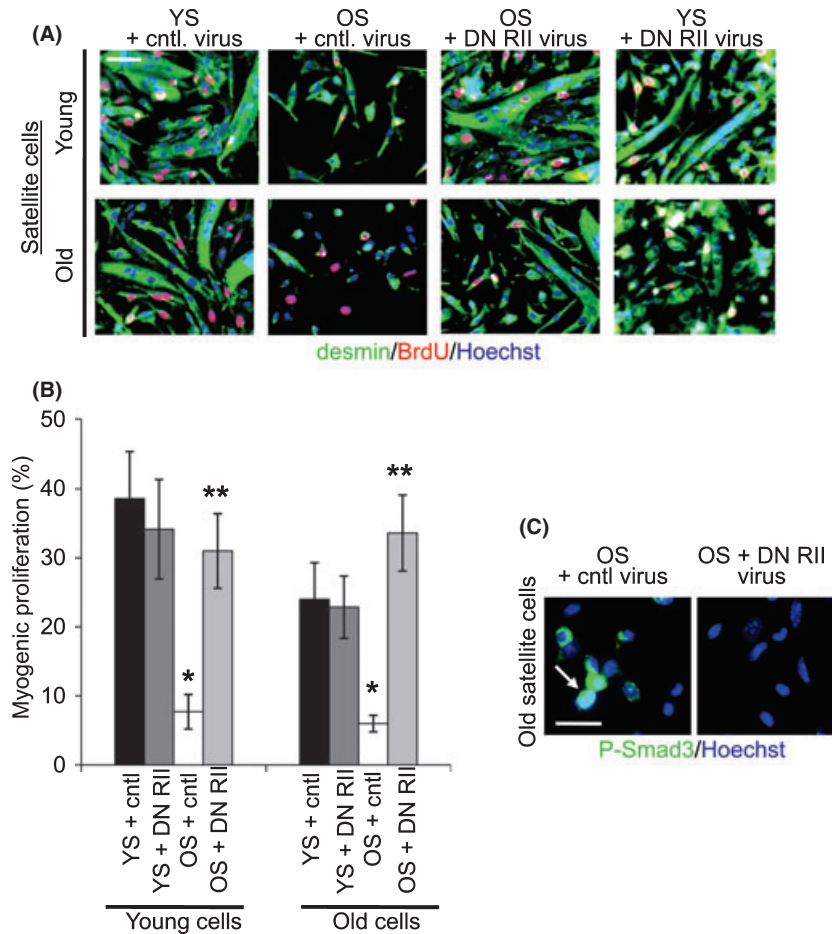 (A)
YS
+ cntl. virus
OS
+ cntl. virus
OS
+ DN RII virus
YS
+ DN RII virus
Satellite cells
Young
Old
desmin/BrdU/Hoechst
(B)
Myogenic proliferation (%)
50
40
30
20
10
0
*
**
*
**
YS + cntl
YS + DN RII
OS + cntl
OS + DN RII
YS + cntl
YS + DN RII
OS + cntl
OS + DN RII
Young cells
Old cells
(C)
OS
+ cntl virus
OS + DN RII
virus
Old satellite cells
P-Smad3/Hoechst